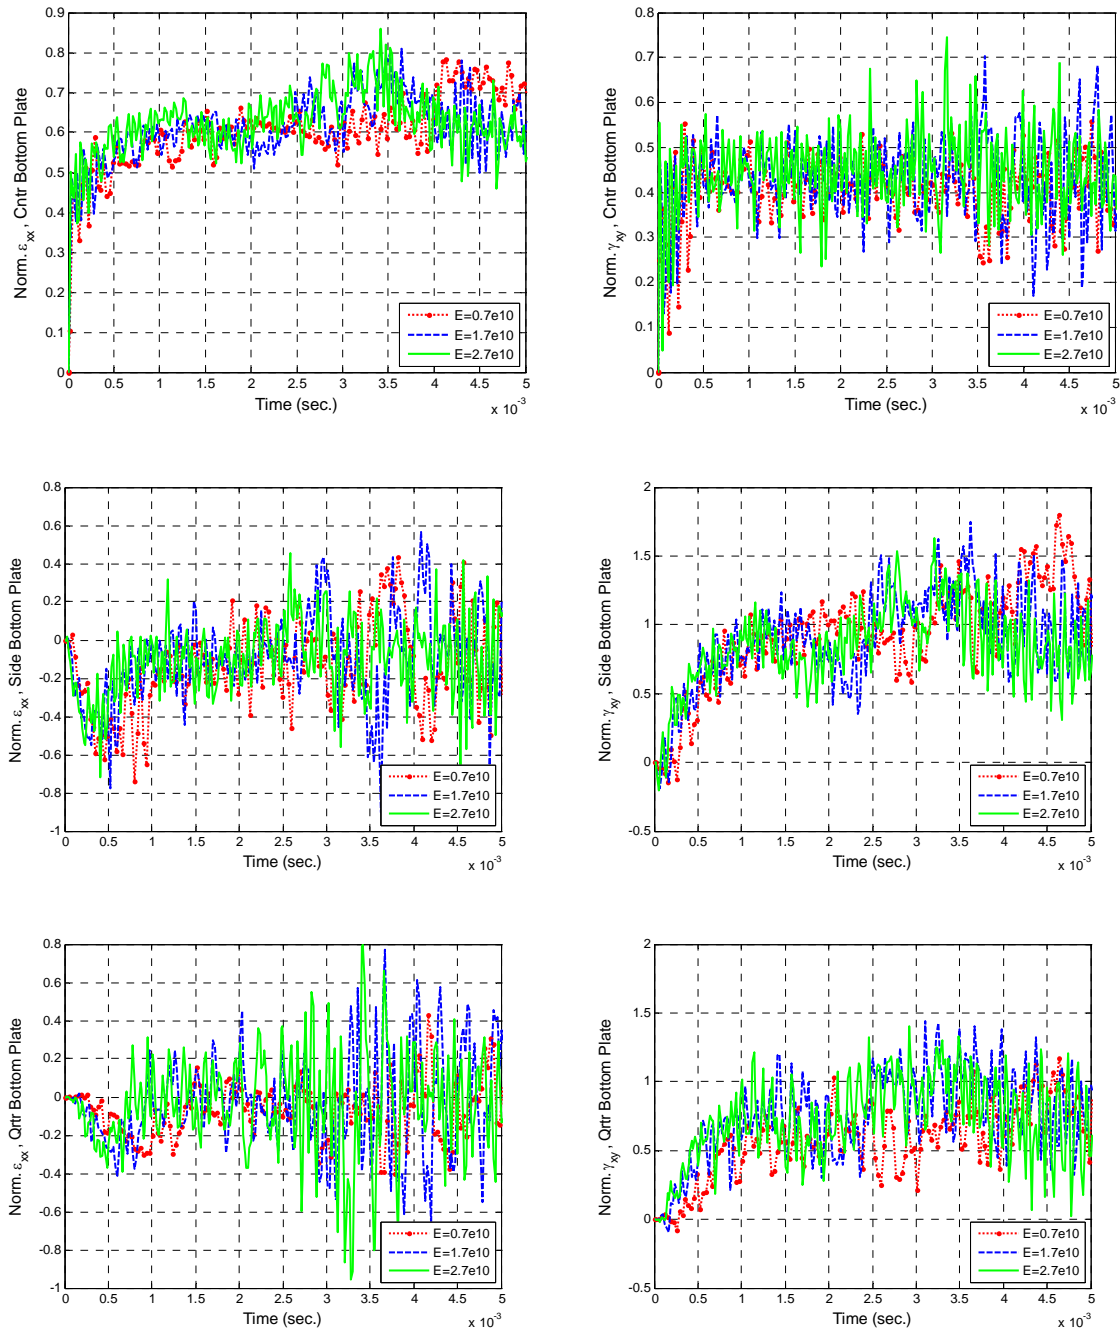 0.9
0.8
0.7
0.6
0.5
0.4
0.3
0.2
0.1
0
Norm. ε_xx, Cntr Bottom Plate
E=0.7e10
E=1.7e10
E=2.7e10
0 0.5 1 1.5 2 2.5 3 3.5 4 4.5 5
Time (sec.)
x 10^-3
0.8
0.7
0.6
0.5
0.4
0.3
0.2
0.1
0
Norm. γ_xy, Cntr Bottom Plate
E=0.7e10
E=1.7e10
E=2.7e10
0 0.5 1 1.5 2 2.5 3 3.5 4 4.5 5
Time (sec.)
x 10^-3
0.8
0.6
0.4
0.2
0
-0.2
-0.4
-0.6
-0.8
-1
Norm. ε_xx, Side Bottom Plate
E=0.7e10
E=1.7e10
E=2.7e10
0 0.5 1 1.5 2 2.5 3 3.5 4 4.5 5
Time (sec.)
x 10^-3
2
1.5
1
0.5
0
-0.5
Norm. γ_xy, Side Bottom Plate
E=0.7e10
E=1.7e10
E=2.7e10
0 0.5 1 1.5 2 2.5 3 3.5 4 4.5 5
Time (sec.)
x 10^-3
0.8
0.6
0.4
0.2
0
-0.2
-0.4
-0.6
-0.8
-1
Norm. ε_xx, Qrtr Bottom Plate
E=0.7e10
E=1.7e10
E=2.7e10
0 0.5 1 1.5 2 2.5 3 3.5 4 4.5 5
Time (sec.)
x 10^-3
2
1.5
1
0.5
0
-0.5
Norm. γ_xy, Qrtr Bottom Plate
E=0.7e10
E=1.7e10
E=2.7e10
0 0.5 1 1.5 2 2.5 3 3.5 4 4.5 5
Time (sec.)
x 10^-3